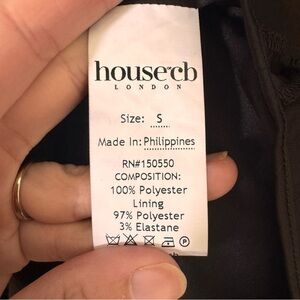 house of cb
LONDON
Size: S
Made In: Philippines
RN#150550
COMPOSITION:
100% Polyester
Lining
97% Polyester
3% Elastane